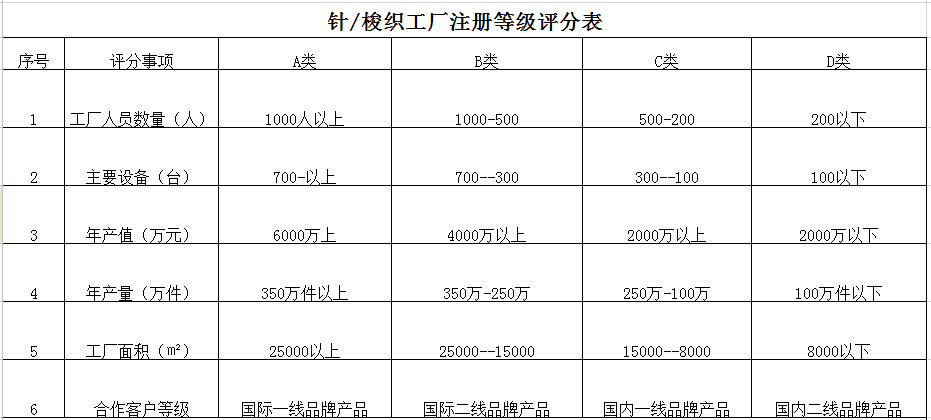 针/梭织工厂注册等级评分表
序号 评分事项 A类 B类 C类 D类
1 工厂人员数量（人） 1000人以上 1000-500 500-200 200以下
2 主要设备（台） 700-以上 700--300 300--100 100以下
3 年产值（万元） 6000万上 4000万以上 2000万以上 2000万以下
4 年产量（万件） 350万件以上 350万-250万 250万-100万 100万件以下
5 工厂面积（㎡） 25000以上 25000--15000 15000--8000 8000以下
6 合作客户等级 国际一线品牌产品 国际二线品牌产品 国内一线品牌产品 国内二线品牌产品